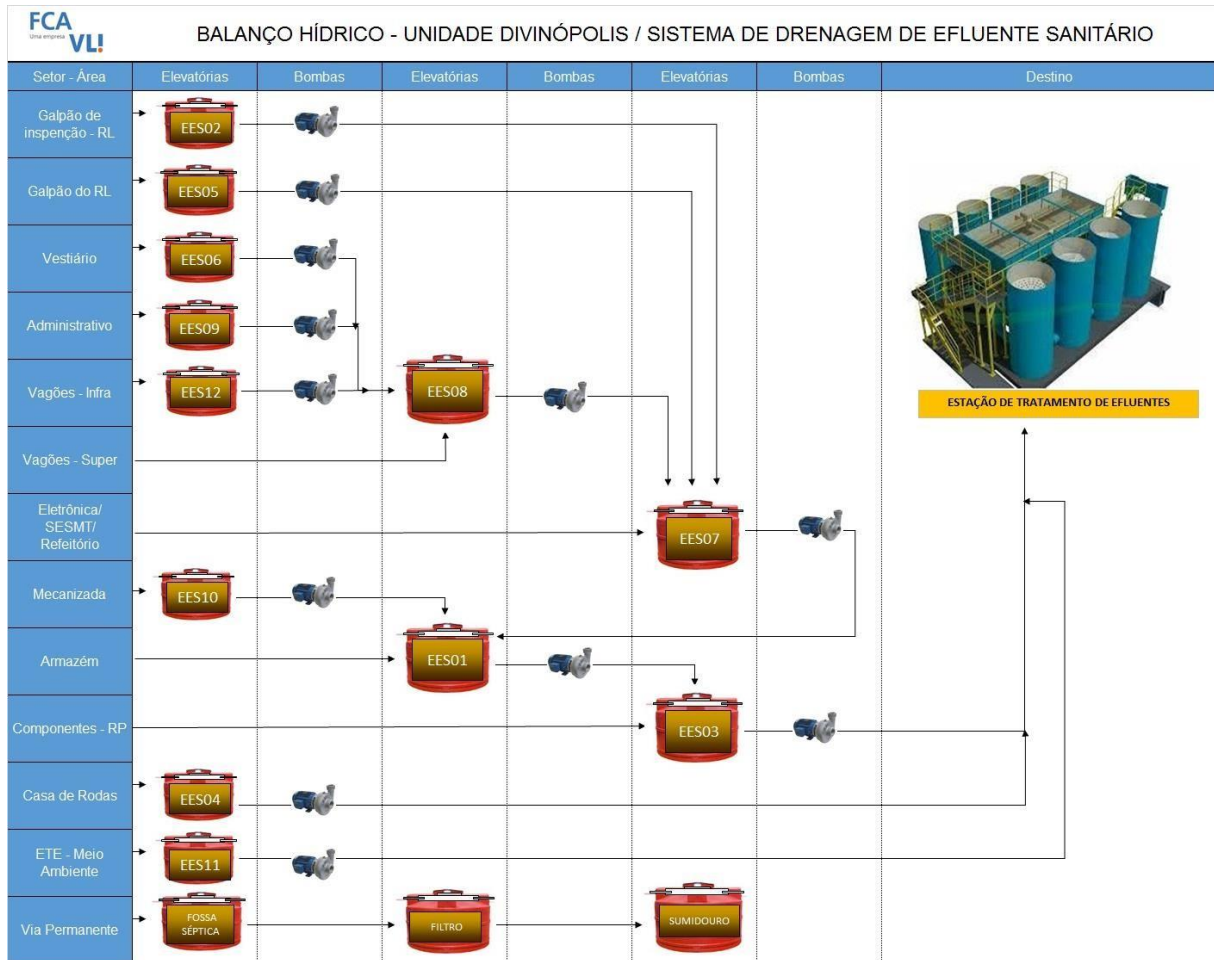 FCA
Uma empresa
VL!
BALANÇO HÍDRICO - UNIDADE DIVINÓPOLIS / SISTEMA DE DRENAGEM DE EFLUENTE SANITÁRIO
Setor - Área
Elevatórias
Bombas
Elevatórias
Bombas
Elevatórias
Bombas
Destino
Galpão de
inspenção - RL
EES02
Galpão do RL
EES05
Vestiário
EES06
Administrativo
EES09
Vagões - Infra
EES12
EES08
ESTAÇÃO DE TRATAMENTO DE EFLUENTES
Vagões - Super
Eletrônica/
SESMT/
Refeitório
EES07
Mecanizada
EES10
Armazém
EES01
Componentes - RP
EES03
Casa de Rodas
EES04
ETE - Meio
Ambiente
EES11
Via Permanente
FOSSA
SÉPTICA
FILTRO
SUMIDOURO